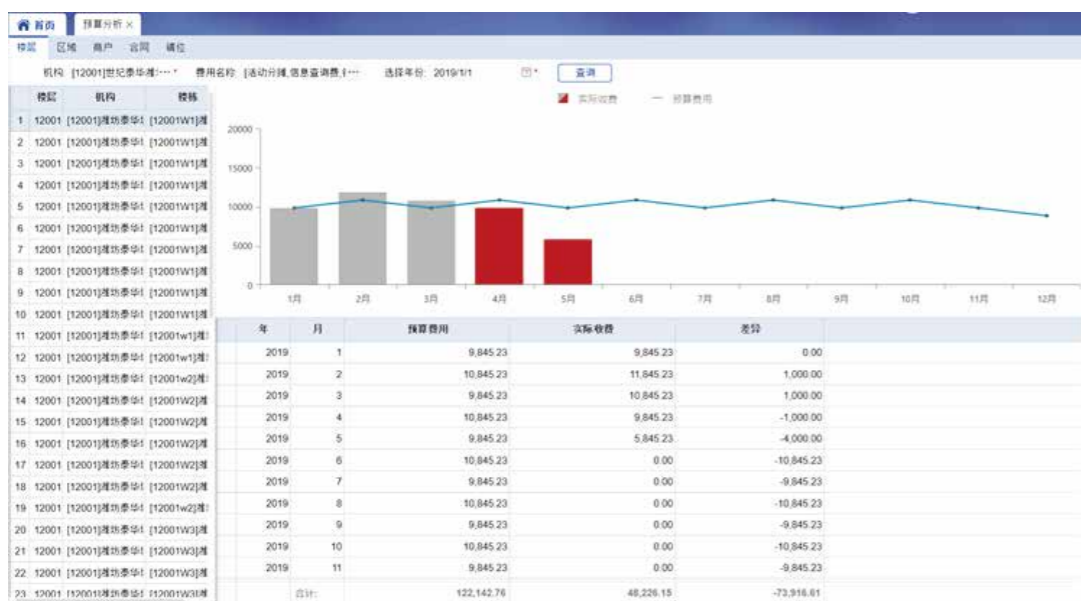 首页 预算分析 ×
楼层 区域 商户 合同 铺位
机构: [12001]世纪泰华潍⋯ * 费用名称: [活动分摊,信息查询费,⋯ 选择年份: 2019/1/1 * 查询
楼层 机构 楼栋
实际收费 预算费用
1 12001 [12001]潍坊泰华 [12001W1]潍
2 12001 [12001]潍坊泰华 [12001W1]潍
3 12001 [12001]潍坊泰华 [12001W1]潍
4 12001 [12001]潍坊泰华 [12001W1]潍
5 12001 [12001]潍坊泰华 [12001W1]潍
6 12001 [12001]潍坊泰华 [12001W1]潍
7 12001 [12001]潍坊泰华 [12001W1]潍
8 12001 [12001]潍坊泰华 [12001W1]潍
9 12001 [12001]潍坊泰华 [12001W1]潍
10 12001 [12001]潍坊泰华 [12001W1]潍
11 12001 [12001]潍坊泰华 [12001w1]潍
12 12001 [12001]潍坊泰华 [12001w1]潍
13 12001 [12001]潍坊泰华 [12001w2]潍
14 12001 [12001]潍坊泰华 [12001W2]潍
15 12001 [12001]潍坊泰华 [12001W2]潍
16 12001 [12001]潍坊泰华 [12001W2]潍
17 12001 [12001]潍坊泰华 [12001W2]潍
18 12001 [12001]潍坊泰华 [12001W2]潍
19 12001 [12001]潍坊泰华 [12001w2]潍
20 12001 [12001]潍坊泰华 [12001W3]潍
21 12001 [12001]潍坊泰华 [12001W3]潍
22 12001 [12001]潍坊泰华 [12001W3]潍
23 12001 [12001]潍坊泰华 [12001W3]潍
20000
15000
10000
5000
0
1月 2月 3月 4月 5月 6月 7月 8月 9月 10月 11月 12月
年 月 预算费用 实际收费 差异
2019 1 9,845.23 9,845.23 0.00
2019 2 10,845.23 11,845.23 1,000.00
2019 3 9,845.23 10,845.23 1,000.00
2019 4 10,845.23 9,845.23 -1,000.00
2019 5 9,845.23 5,845.23 -4,000.00
2019 6 10,845.23 0.00 -10,845.23
2019 7 9,845.23 0.00 -9,845.23
2019 8 10,845.23 0.00 -10,845.23
2019 9 9,845.23 0.00 -9,845.23
2019 10 10,845.23 0.00 -10,845.23
2019 11 9,845.23 0.00 -9,845.23
合计: 122,142.76 48,226.15 -73,916.61